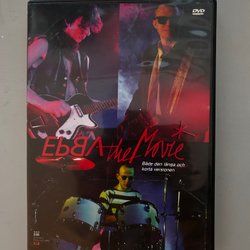 DVD
EBBA the Movie
Både den långa och
korta versionen